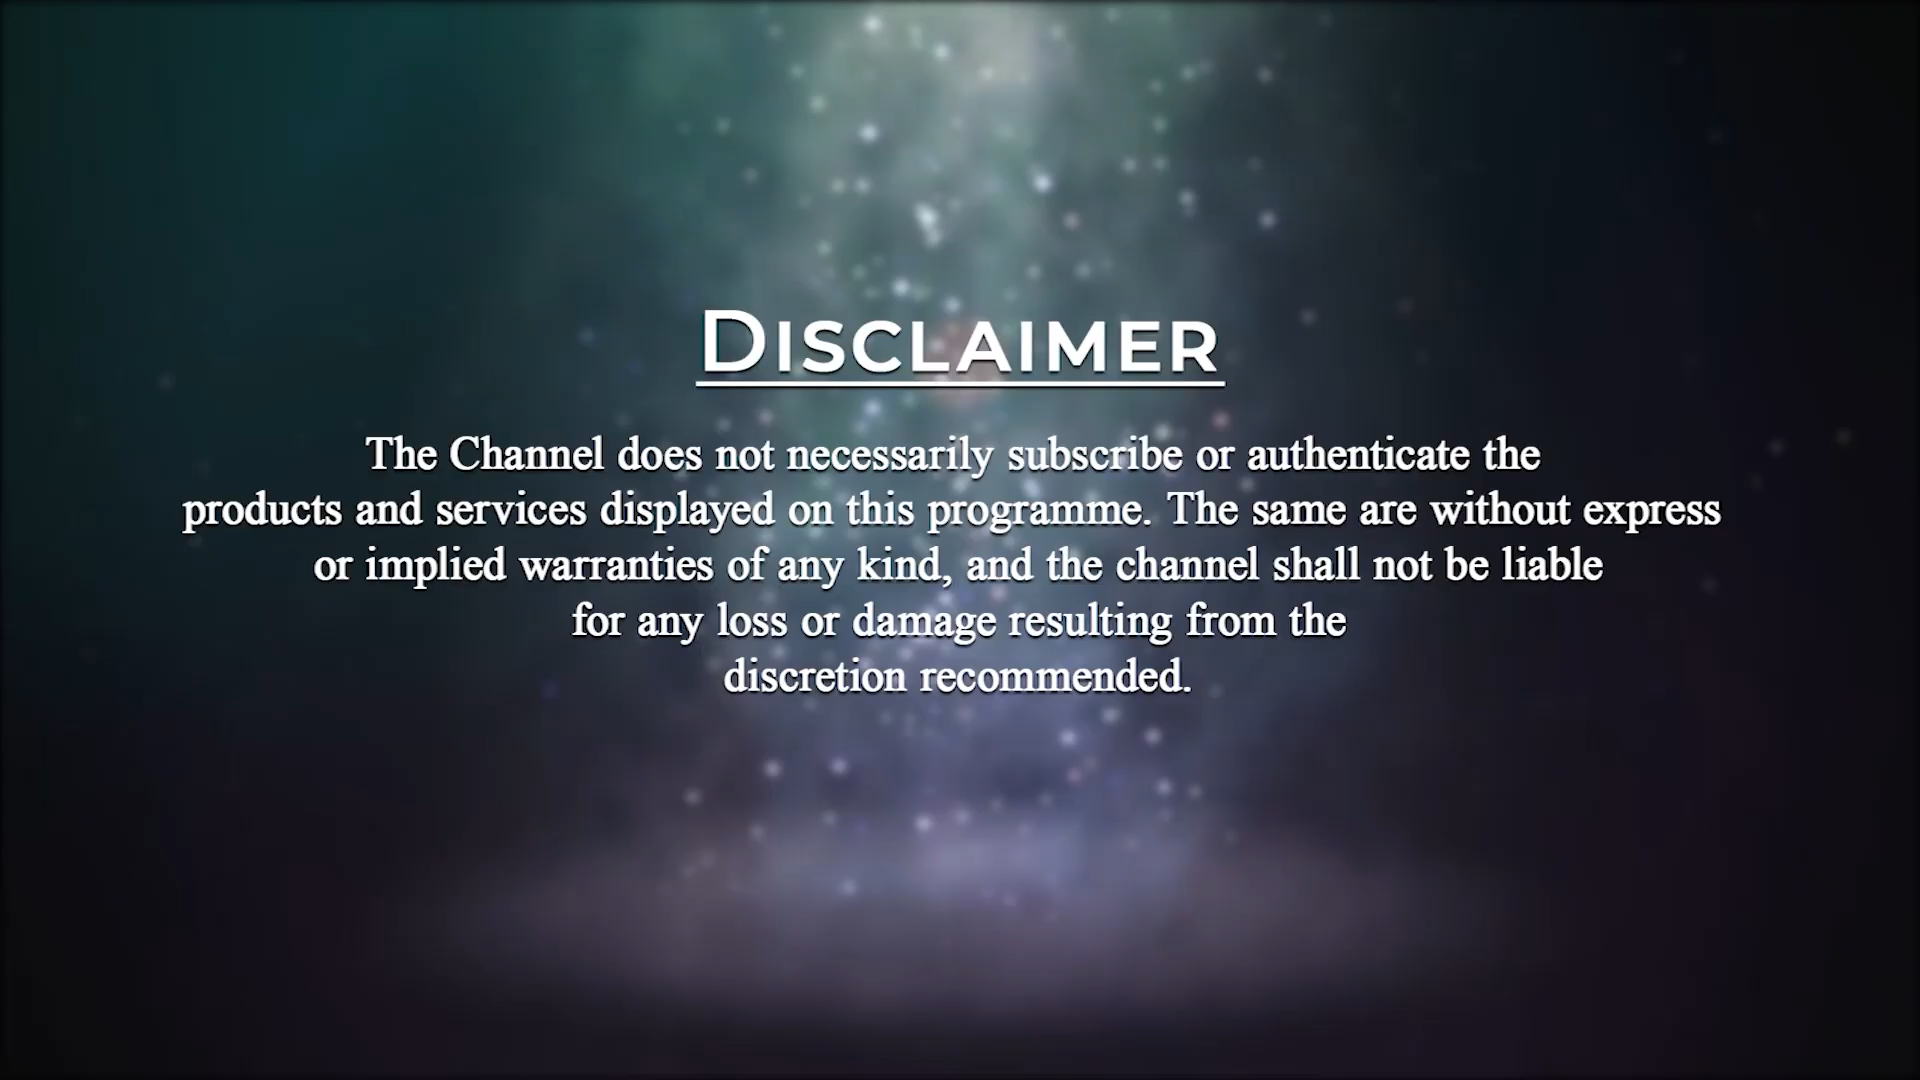 DISCLAIMER
The Channel does not necessarily subscribe or authenticate the
products and services displayed on this programme. The same are without express
or implied warranties of any kind, and the channel shall not be liable
for any loss or damage resulting from the
discretion recommended.